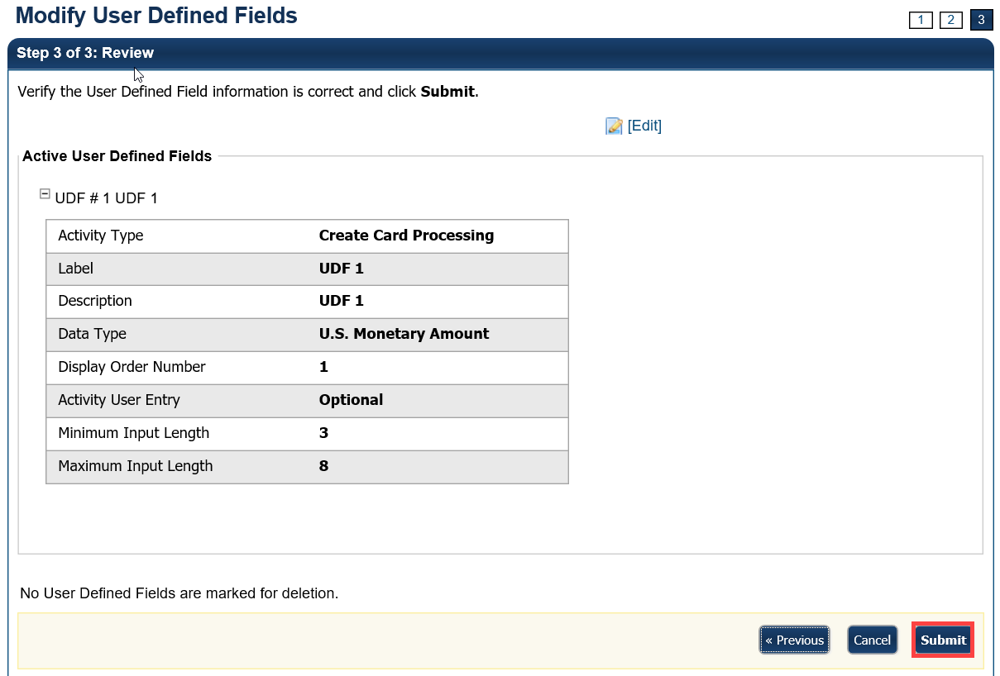 Modify User Defined Fields
1 2 3
Step 3 of 3: Review
Verify the User Defined Field information is correct and click Submit.
[Edit]
Active User Defined Fields
UDF # 1 UDF 1
Activity Type Create Card Processing
Label UDF 1
Description UDF 1
Data Type U.S. Monetary Amount
Display Order Number 1
Activity User Entry Optional
Minimum Input Length 3
Maximum Input Length 8
No User Defined Fields are marked for deletion.
« Previous Cancel Submit